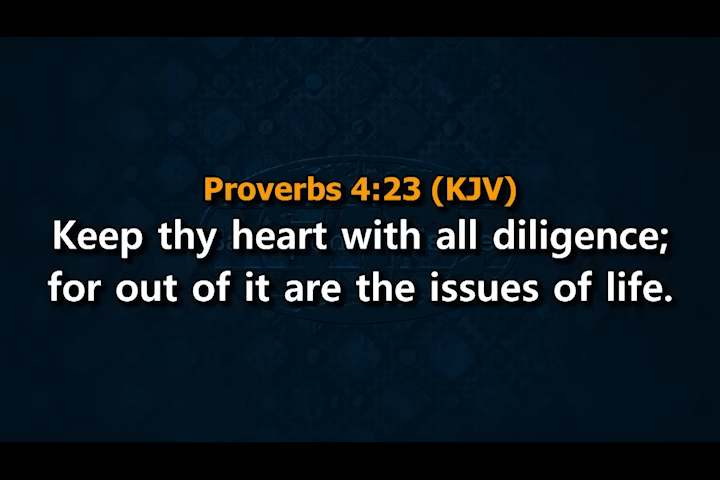 Proverbs 4:23 (KJV)
Keep thy heart with all diligence;
for out of it are the issues of life.